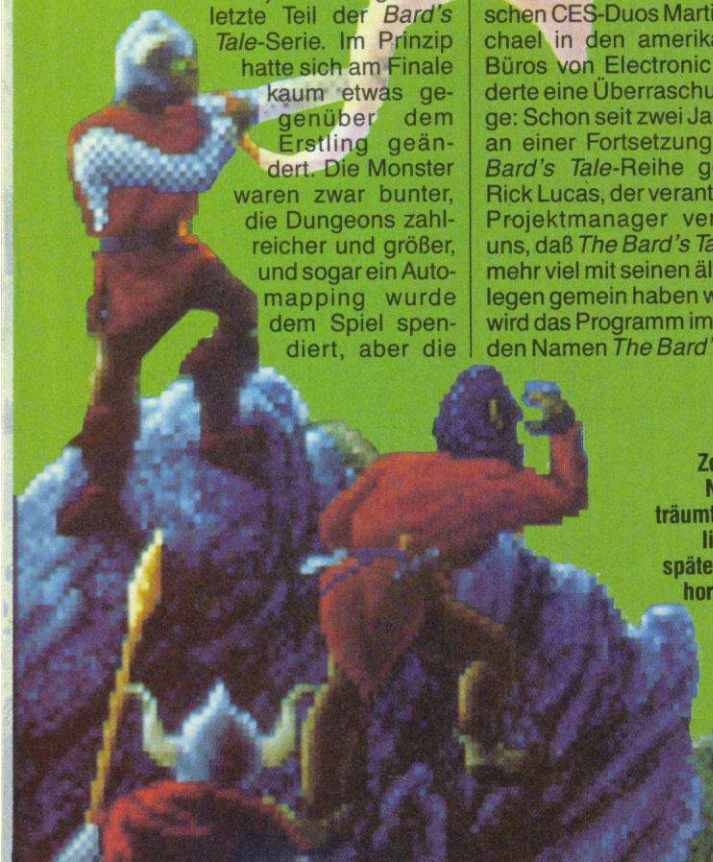 letzte Teil der Bard's
Tale-Serie. Im Prinzip
hatte sich am Finale
kaum etwas ge-
genüber dem
Erstling geän-
dert. Die Monster
waren zwar bunter,
die Dungeons zahl-
reicher und größer,
und sogar ein Auto-
mapping wurde
dem Spiel spen-
diert, aber die
schen CES-Duos Marti
chael in den amerika
Büros von Electronic
derte eine Überraschu
ge: Schon seit zwei Ja
an einer Fortsetzung
Bard's Tale-Reihe g
Rick Lucas, der verant
Projektmanager ver
uns, daß The Bard's Ta
mehr viel mit seinen äl
legen gemein haben w
wird das Programm im
den Namen The Bard'
Ze
N
träumt
li
späte
hor